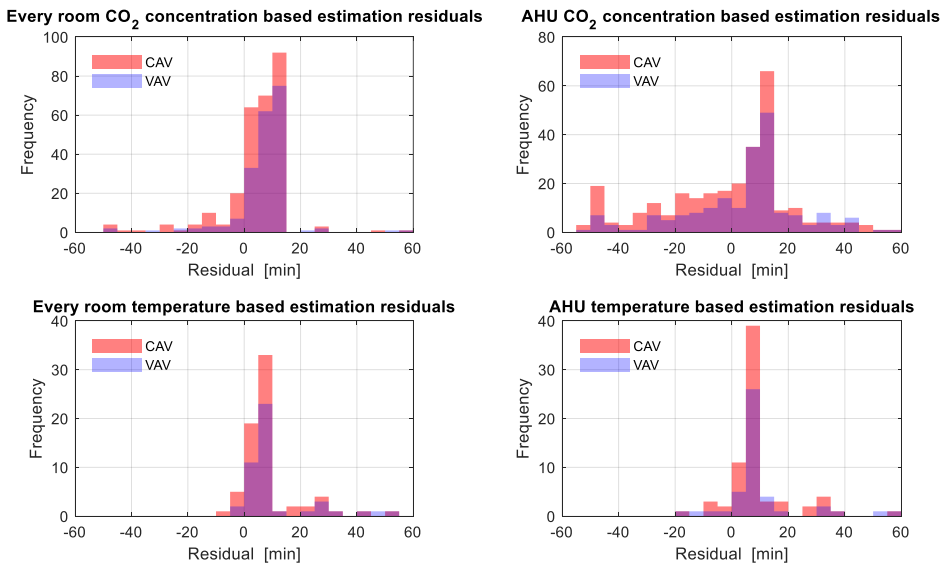 Every room CO2 concentration based estimation residuals
100
80
60
40
20
0
Frequency
CAV
VAV
-60 -40 -20 0 20 40 60
Residual [min]
AHU CO2 concentration based estimation residuals
80
60
40
20
0
Frequency
CAV
VAV
-60 -40 -20 0 20 40 60
Residual [min]
Every room temperature based estimation residuals
40
30
20
10
0
Frequency
CAV
VAV
-60 -40 -20 0 20 40 60
Residual [min]
AHU temperature based estimation residuals
40
30
20
10
0
Frequency
CAV
VAV
-60 -40 -20 0 20 40 60
Residual [min]